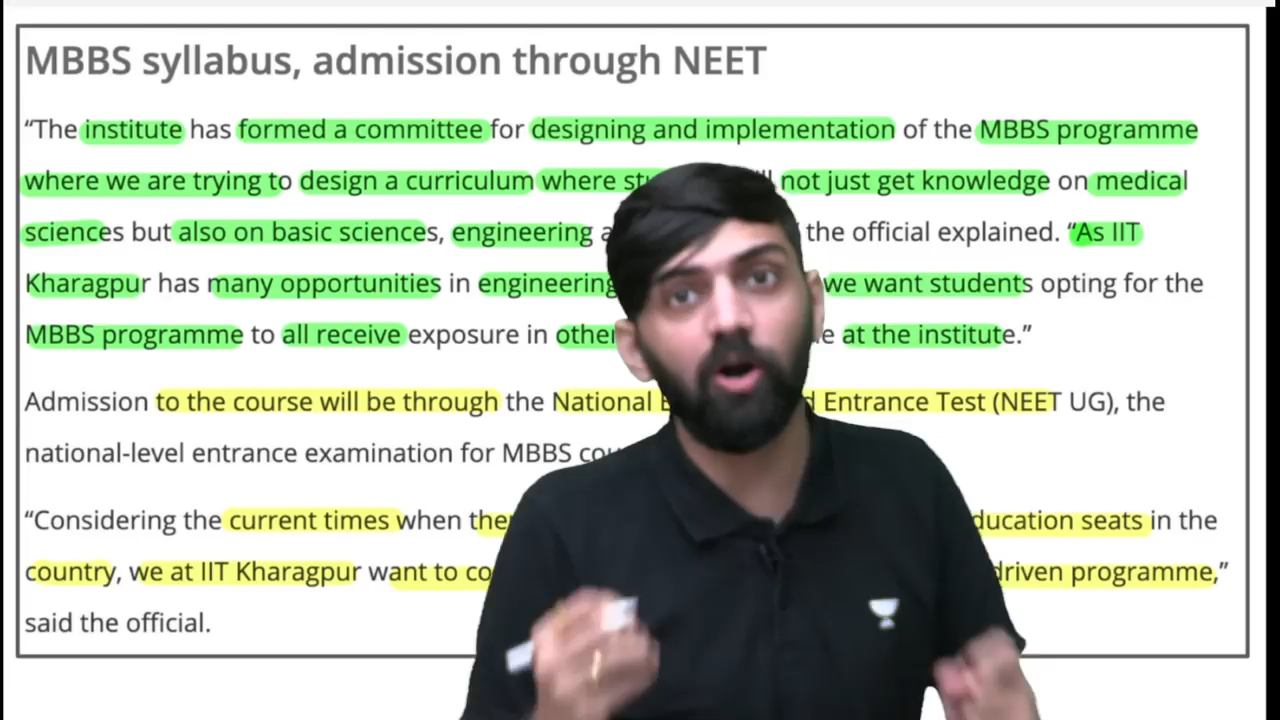 MBBS syllabus, admission through NEET
“The institute has formed a committee for designing and implementation of the MBBS programme
where we are trying to design a curriculum where not just get knowledge on medical
sciences but also on basic sciences, engineering the official explained. “As IIT
Kharagpur has many opportunities in engineering we want students opting for the
MBBS programme to all receive exposure in other at the institute.”
Admission to the course will be through the National Entrance Test (NEET UG), the
national-level entrance examination for MBBS
“Considering the current times when seats in the
country, we at IIT Kharagpur want to driven programme,”
said the official.